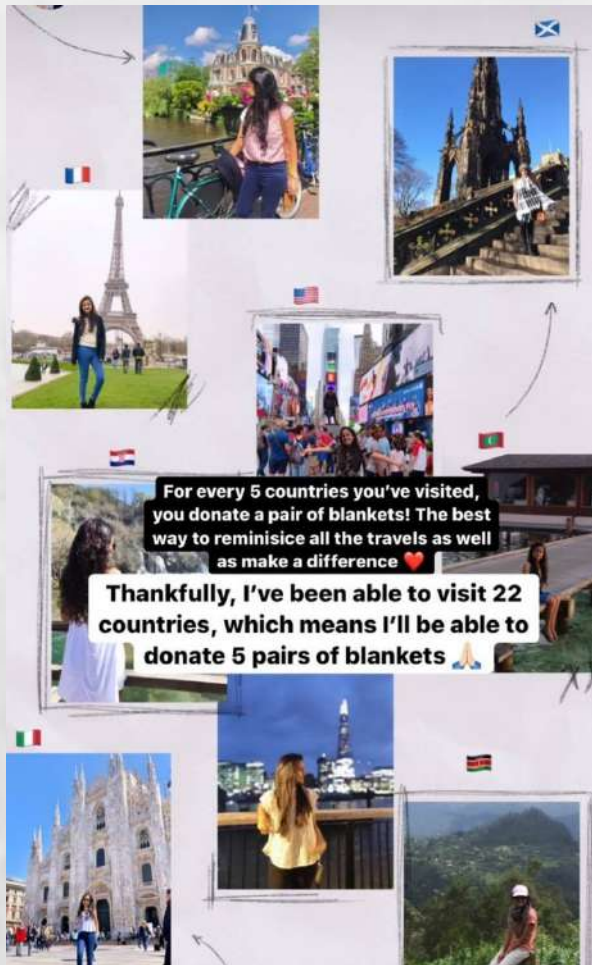 For every 5 countries you've visited,
you donate a pair of blankets! The best
way to reminisice all the travels as well
as make a difference ❤️
Thankfully, I've been able to visit 22
countries, which means I'll be able to
donate 5 pairs of blankets 🙏🏻